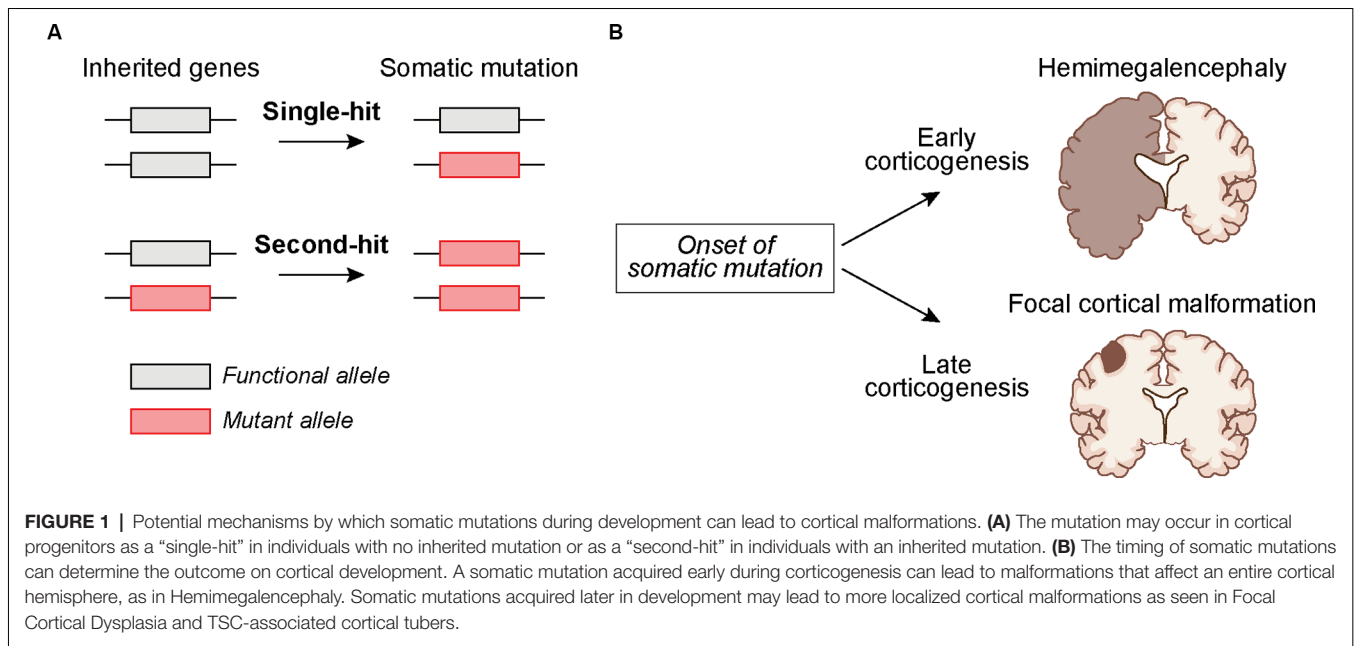 A
Inherited genes
Somatic mutation
Single-hit
Second-hit
Functional allele
Mutant allele
B
Hemimegalencephaly
Early
corticogenesis
Onset of
somatic mutation
Focal cortical malformation
Late
corticogenesis
FIGURE 1 | Potential mechanisms by which somatic mutations during development can lead to cortical malformations. (A) The mutation may occur in cortical
progenitors as a “single-hit” in individuals with no inherited mutation or as a “second-hit” in individuals with an inherited mutation. (B) The timing of somatic mutations
can determine the outcome on cortical development. A somatic mutation acquired early during corticogenesis can lead to malformations that affect an entire cortical
hemisphere, as in Hemimegalencephaly. Somatic mutations acquired later in development may lead to more localized cortical malformations as seen in Focal
Cortical Dysplasia and TSC-associated cortical tubers.